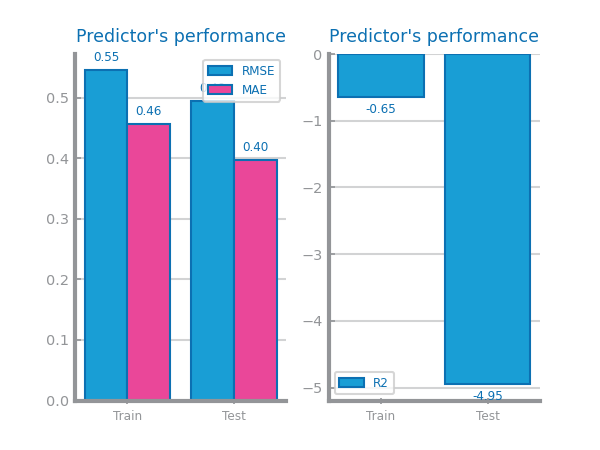 Predictor's performance
0.55
RMSE
MAE
0.46
0.40
0.5
0.4
0.3
0.2
0.1
0.0
Train
Test
Predictor's performance
0
-0.65
−1
−2
−3
−4
−5
R2
-4.95
Train
Test